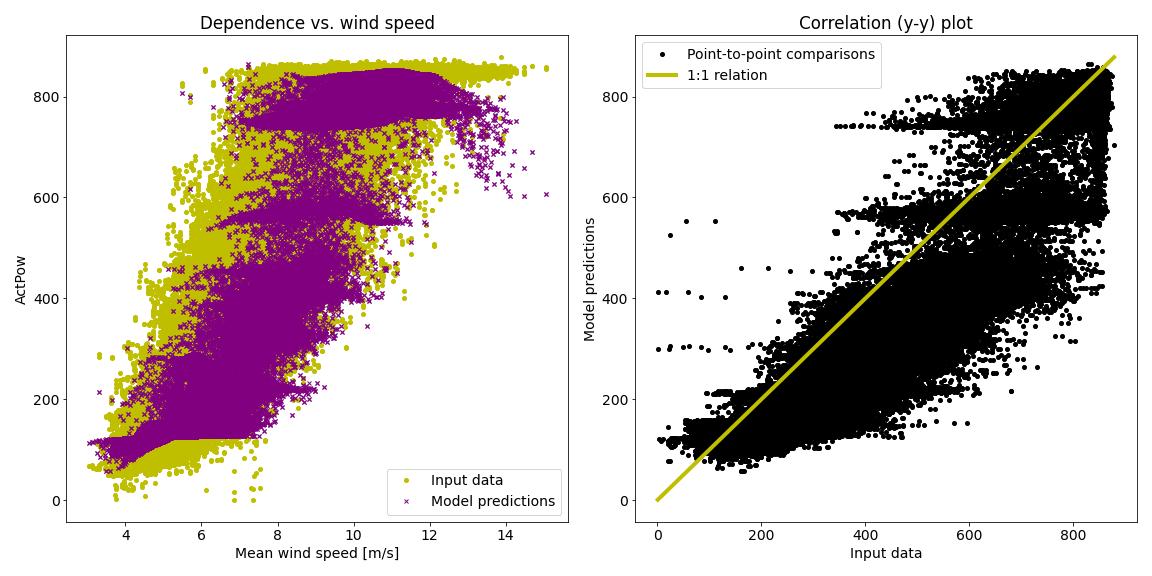 Dependence vs. wind speed
ActPow
800
600
400
200
0
4 6 8 10 12 14
Mean wind speed [m/s]
Input data
Model predictions
Correlation (y-y) plot
Point-to-point comparisons
1:1 relation
Model predictions
800
600
400
200
0
0 200 400 600 800
Input data